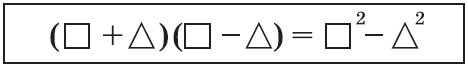 (□ + △)(□ − △) = □² − △²